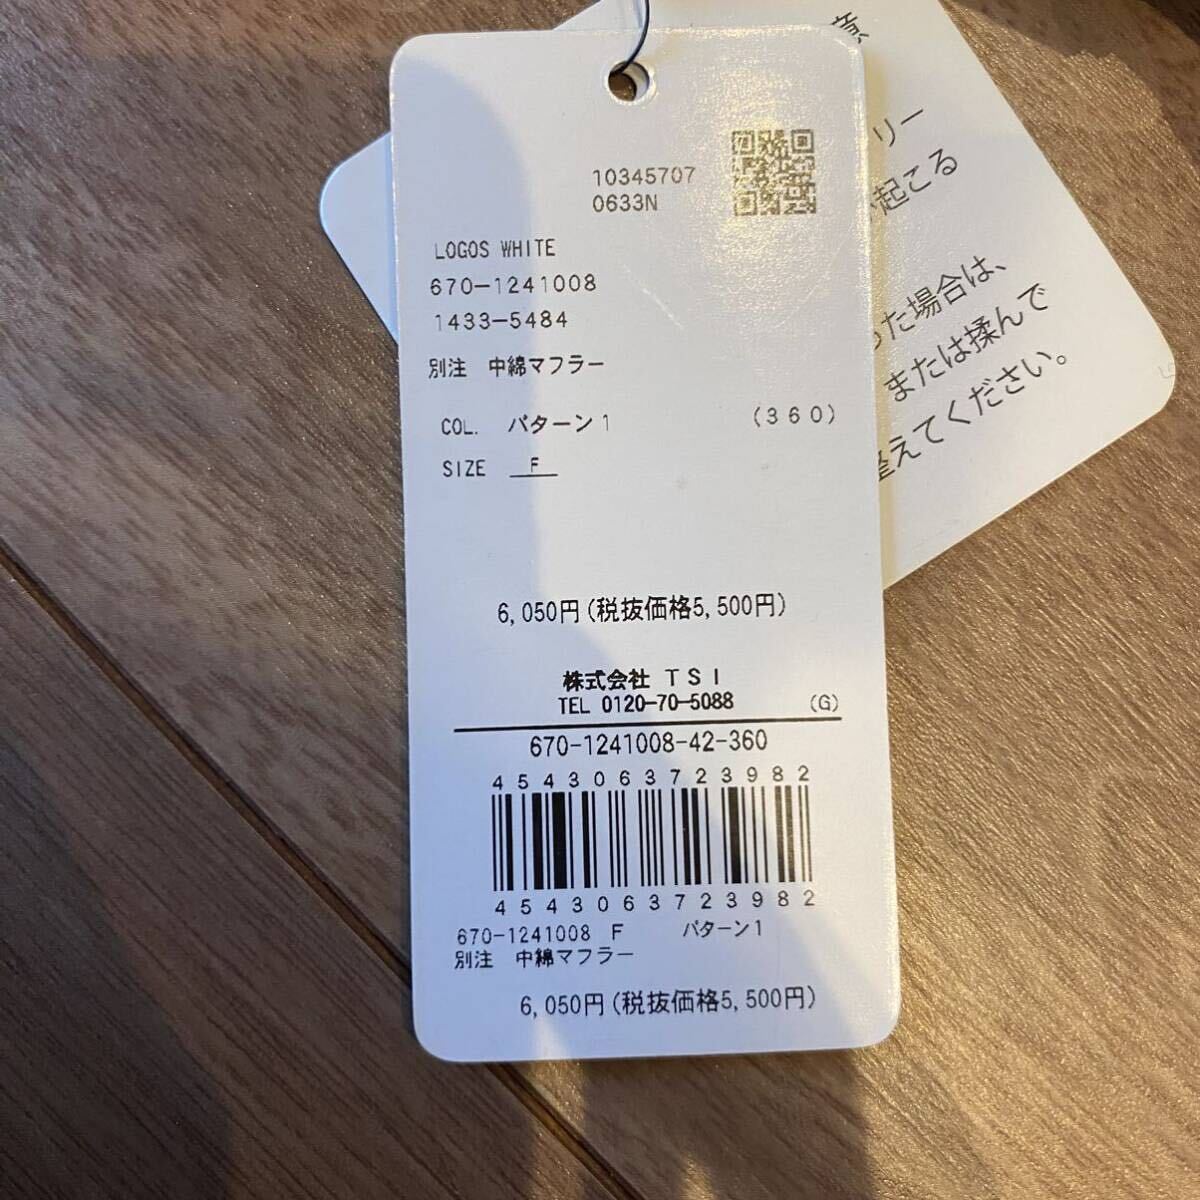 10345707
0633N
LOGOS WHITE
670-1241008
1433-5484
別注 中綿マフラー
COL. パターン1 (360)
SIZE F
6,050円(税抜価格5,500円)
株式会社 TSI
TEL 0120-70-5088 (G)
670-1241008-42-360
4543063723982
4543063723982
670-1241008 F パターン1
別注 中綿マフラー
6,050円(税抜価格5,500円)
意
リー
起こる
った場合は、
または揉んで
整えてください。